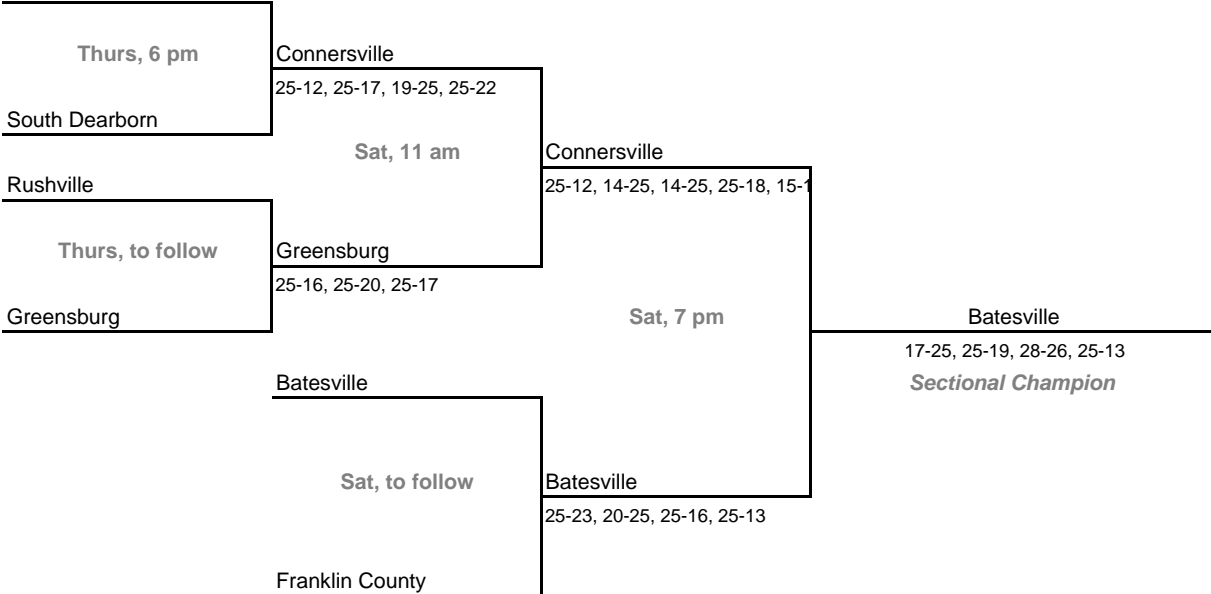 Thurs, 6 pm
Connersville
25-12, 25-17, 19-25, 25-22
South Dearborn
Sat, 11 am
Connersville
Rushville
25-12, 14-25, 14-25, 25-18, 15-1
Thurs, to follow
Greensburg
25-16, 25-20, 25-17
Greensburg
Sat, 7 pm
Batesville
17-25, 25-19, 28-26, 25-13
Batesville
Sectional Champion
Sat, to follow
Batesville
25-23, 20-25, 25-16, 25-13
Franklin County